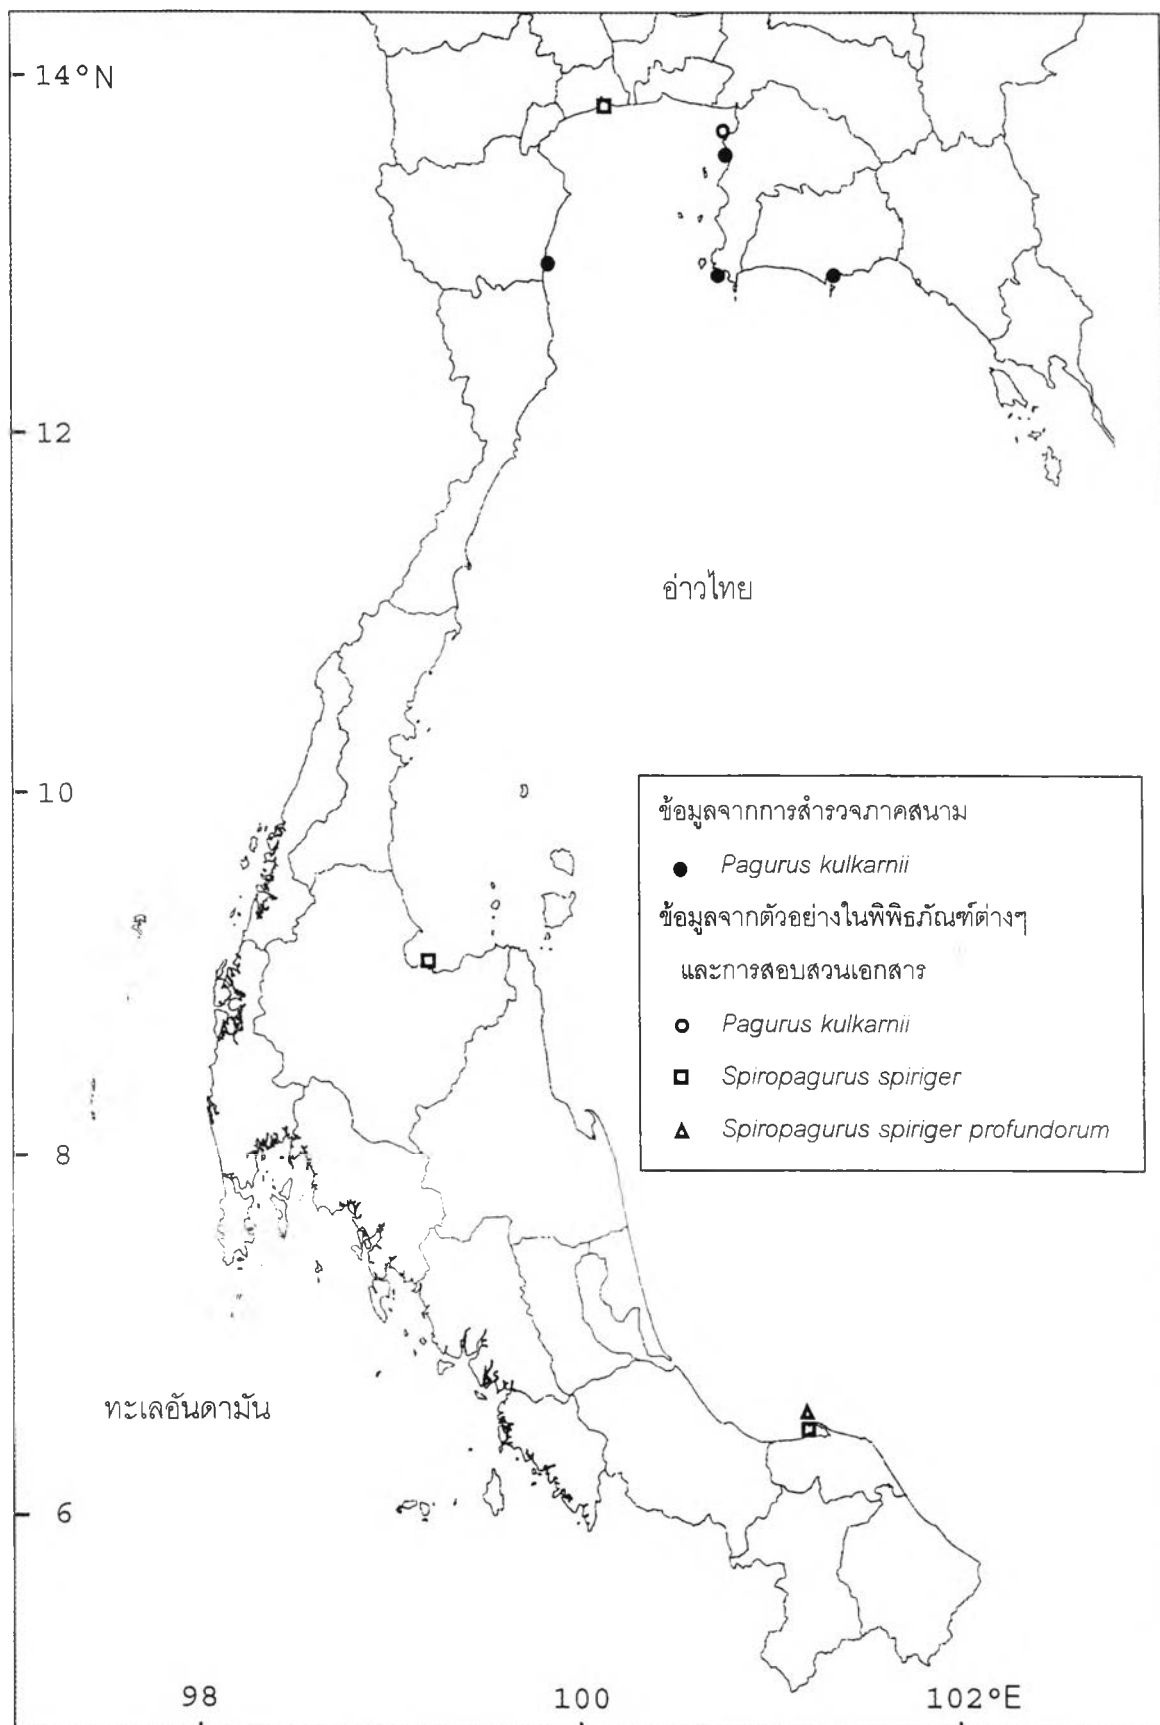 14°N
12
อ่าวไทย
10
ข้อมูลจากการสำรวจภาคสนาม
Pagurus kulkarnii
ข้อมูลจากตัวอย่างในพิพิธภัณฑ์ต่างๆ
และการสอบสวนเอกสาร
Pagurus kulkarnii
Spiropagurus spiriger
Spiropagurus spiriger profundorum
8
ทะเลอันดามัน
6
98 100 102°E